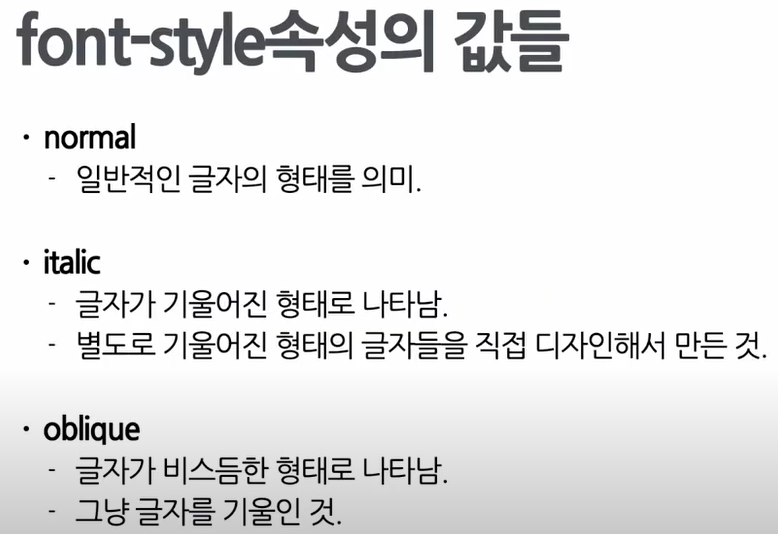 font-style속성의 값들
· normal
- 일반적인 글자의 형태를 의미.
· italic
- 글자가 기울어진 형태로 나타남.
- 별도로 기울어진 형태의 글자들을 직접 디자인해서 만든 것.
· oblique
- 글자가 비스듬한 형태로 나타남.
- 그냥 글자를 기울인 것.